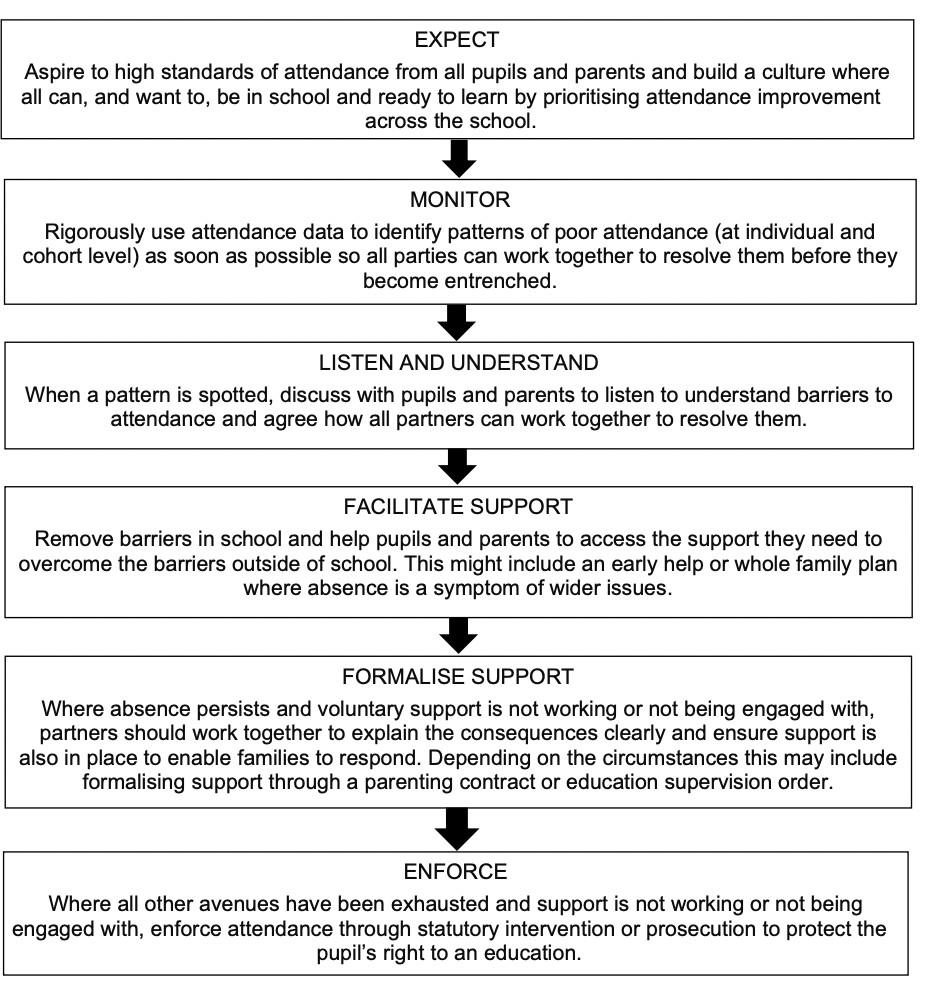 EXPECT
Aspire to high standards of attendance from all pupils and parents and build a culture where
all can, and want to, be in school and ready to learn by prioritising attendance improvement
across the school.
MONITOR
Rigorously use attendance data to identify patterns of poor attendance (at individual and
cohort level) as soon as possible so all parties can work together to resolve them before they
become entrenched.
LISTEN AND UNDERSTAND
When a pattern is spotted, discuss with pupils and parents to listen to understand barriers to
attendance and agree how all partners can work together to resolve them.
FACILITATE SUPPORT
Remove barriers in school and help pupils and parents to access the support they need to
overcome the barriers outside of school. This might include an early help or whole family plan
where absence is a symptom of wider issues.
FORMALISE SUPPORT
Where absence persists and voluntary support is not working or not being engaged with,
partners should work together to explain the consequences clearly and ensure support is
also in place to enable families to respond. Depending on the circumstances this may include
formalising support through a parenting contract or education supervision order.
ENFORCE
Where all other avenues have been exhausted and support is not working or not being
engaged with, enforce attendance through statutory intervention or prosecution to protect the
pupil's right to an education.